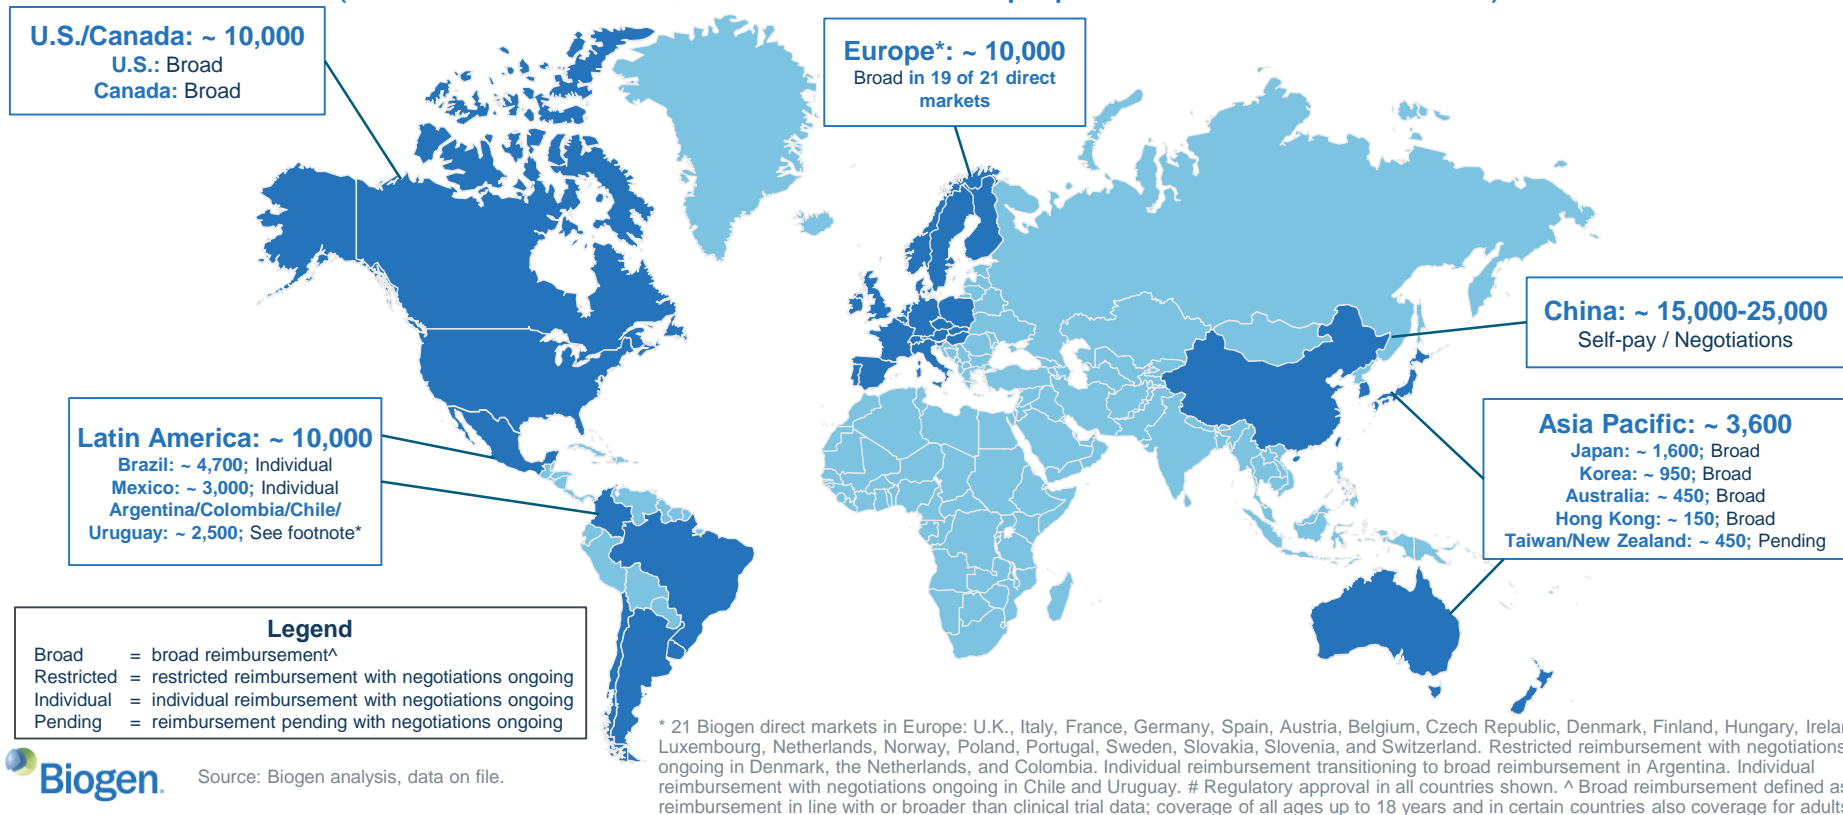 U.S./Canada: ~ 10,000
U.S.: Broad
Canada: Broad
Europe*: ~ 10,000
Broad in 19 of 21 direct
markets
China: ~ 15,000-25,000
Self-pay / Negotiations
Latin America: ~ 10,000
Brazil: ~ 4,700; Individual
Mexico: ~ 3,000; Individual
Argentina/Colombia/Chile/
Uruguay: ~ 2,500; See footnote*
Asia Pacific: ~ 3,600
Japan: ~ 1,600; Broad
Korea: ~ 950; Broad
Australia: ~ 450; Broad
Hong Kong: ~ 150; Broad
Taiwan/New Zealand: ~ 450; Pending
Legend
Broad = broad reimbursement^
Restricted = restricted reimbursement with negotiations ongoing
Individual = individual reimbursement with negotiations ongoing
Pending = reimbursement pending with negotiations ongoing
* 21 Biogen direct markets in Europe: U.K., Italy, France, Germany, Spain, Austria, Belgium, Czech Republic, Denmark, Finland, Hungary,
Luxembourg, Netherlands, Norway, Poland, Portugal, Sweden, Slovakia, Slovenia, and Switzerland. Restricted reimbursement with negotiations
ongoing in Denmark, the Netherlands, and Colombia. Individual reimbursement transitioning to broad reimbursement in Argentina. Individual
reimbursement with negotiations ongoing in Chile and Uruguay. # Regulatory approval in all countries shown. ^ Broad reimbursement defined as
reimbursement in line with or broader than clinical trial data; coverage of all ages up to 18 years and in certain countries also coverage for adults
Biogen.
Source: Biogen analysis, data on file.